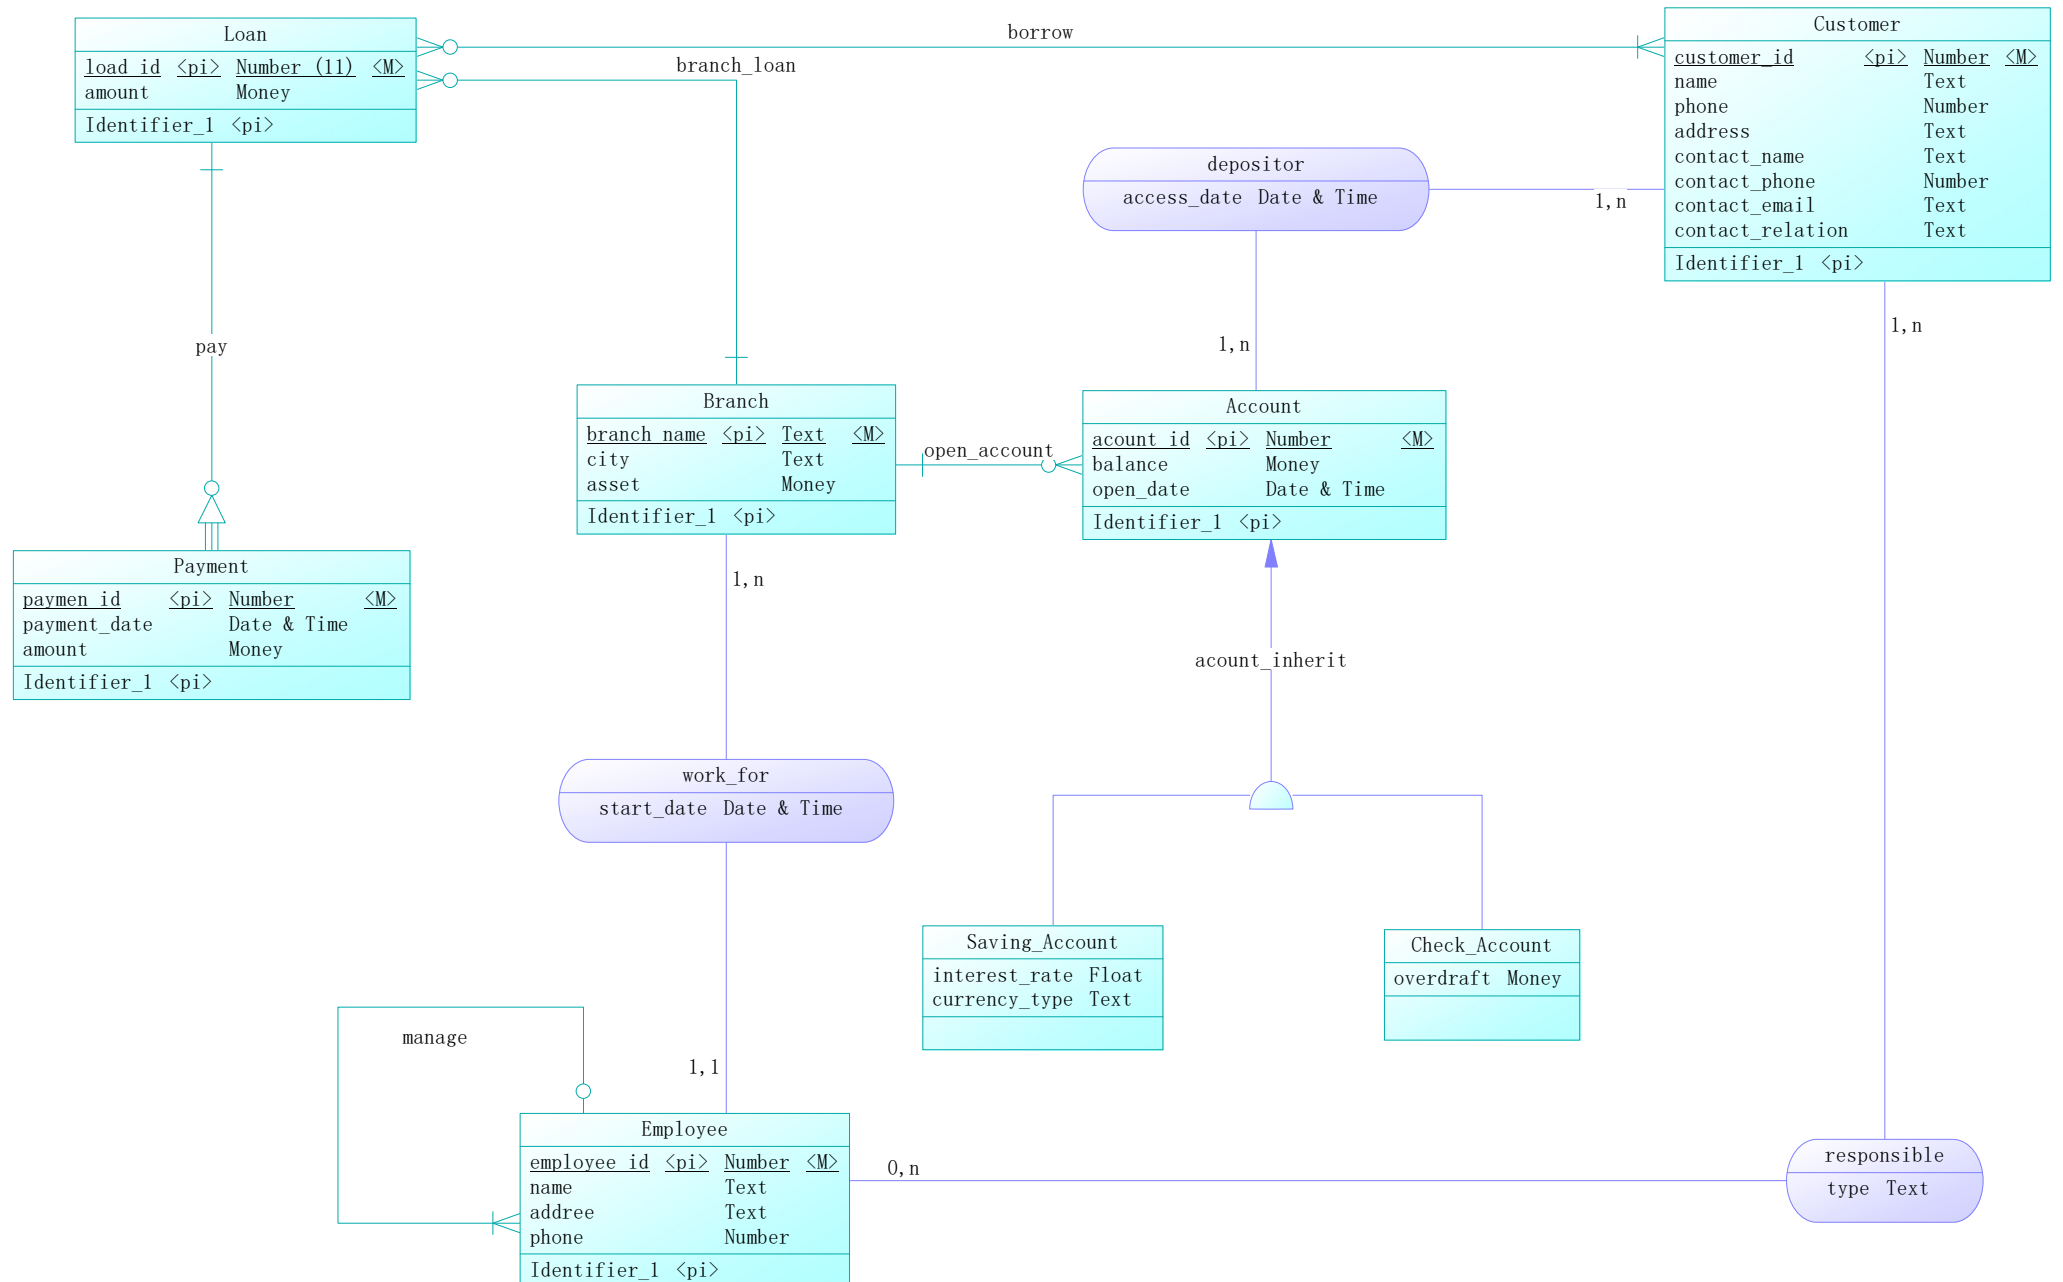 Loan
load_id <pi> Number (11) <M>
amount Money
Identifier_1 <pi>
borrow
branch_loan
Customer
customer_id <pi> Number <M>
name Text
phone Number
address Text
contact_name Text
contact_phone Number
contact_email Text
contact_relation Text
Identifier_1 <pi>
depositor
access_date Date & Time
1,n
1,n
1,n
pay
Branch
branch_name <pi> Text <M>
city Text
asset Money
Identifier_1 <pi>
open_account
Account
acount_id <pi> Number <M>
balance Money
open_date Date & Time
Identifier_1 <pi>
Payment
paymen_id <pi> Number <M>
payment_date Date & Time
amount Money
Identifier_1 <pi>
1,n
acount_inherit
work_for
start_date Date & Time
Saving_Account
interest_rate Float
currency_type Text
Check_Account
overdraft Money
manage
1,1
Employee
employee_id <pi> Number <M>
name Text
addree Text
phone Number
Identifier_1 <pi>
0,n
responsible
type Text